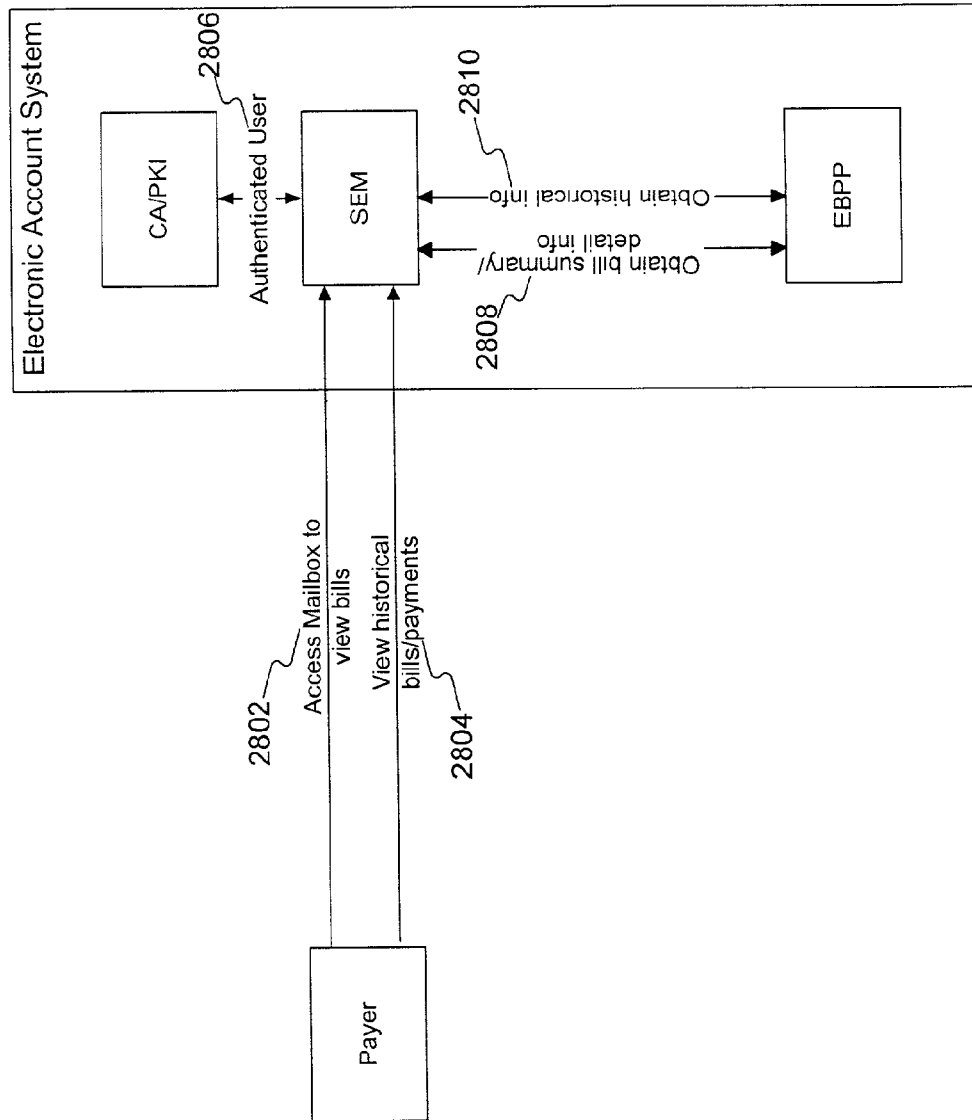 Electronic Account System
CA/PKI
2806
Authenticated User
SEM
2810
Obtain historical info
Obtain bill summary/
detail info
2808
EBPP
2802
Access Mailbox to
view bills
View historical
bills/payments
2804
Payer